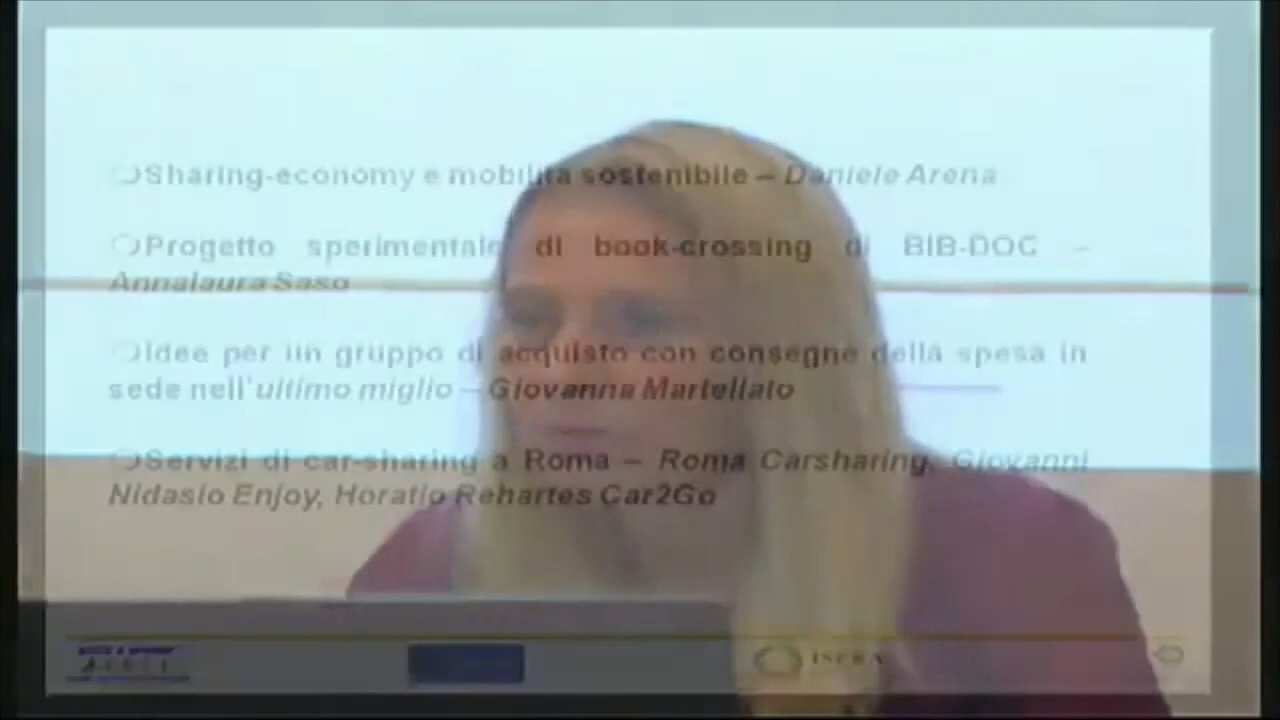 Sharing-economy e mobilità sostenibile – Daniele Arena
Progetto sperimentale di book-crossing di BIB-DOC –
Annalaura Saso
Idee per un gruppo di acquisto con consegne della spesa in
sede nell'ultimo miglio – Giovanna Martellato
Servizi di car-sharing a Roma – Roma Carsharing, Giovanni
Nidasio Enjoy, Horatio Rehartes Car2Go
ISPRA